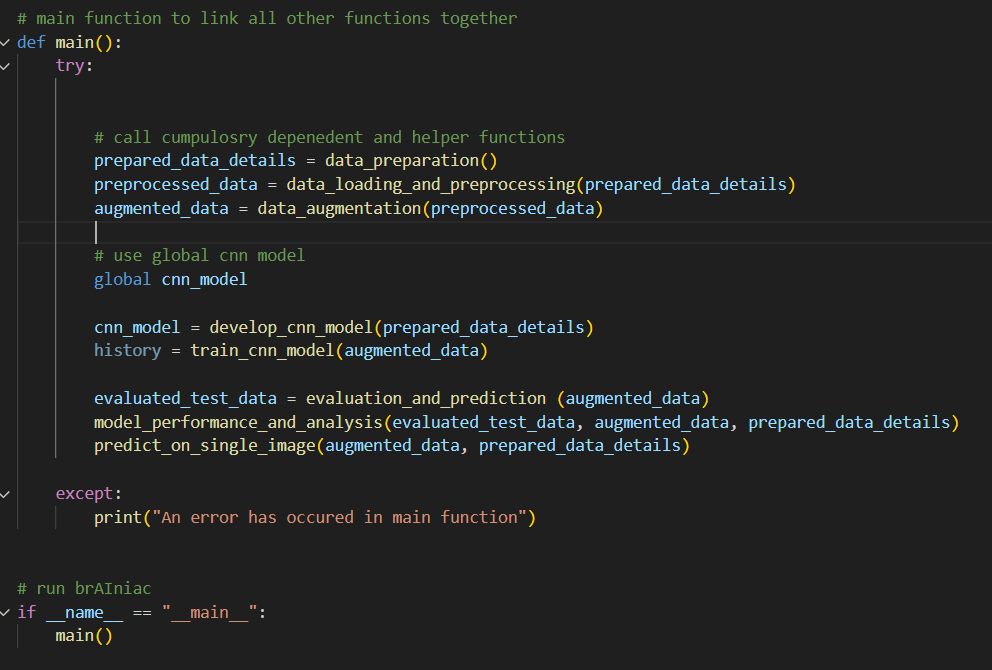 # main function to link all other functions together
def main():
    try:
        # call cumpulosry depenedent and helper functions
        prepared_data_details = data_preparation()
        preprocessed_data = data_loading_and_preprocessing(prepared_data_details)
        augmented_data = data_augmentation(preprocessed_data)
        # use global cnn model
        global cnn_model
        cnn_model = develop_cnn_model(prepared_data_details)
        history = train_cnn_model(augmented_data)
        evaluated_test_data = evaluation_and_prediction (augmented_data)
        model_performance_and_analysis(evaluated_test_data, augmented_data, prepared_data_details)
        predict_on_single_image(augmented_data, prepared_data_details)
    except:
        print("An error has occured in main function")
# run brAIniac
if __name__ == "__main__":
    main()